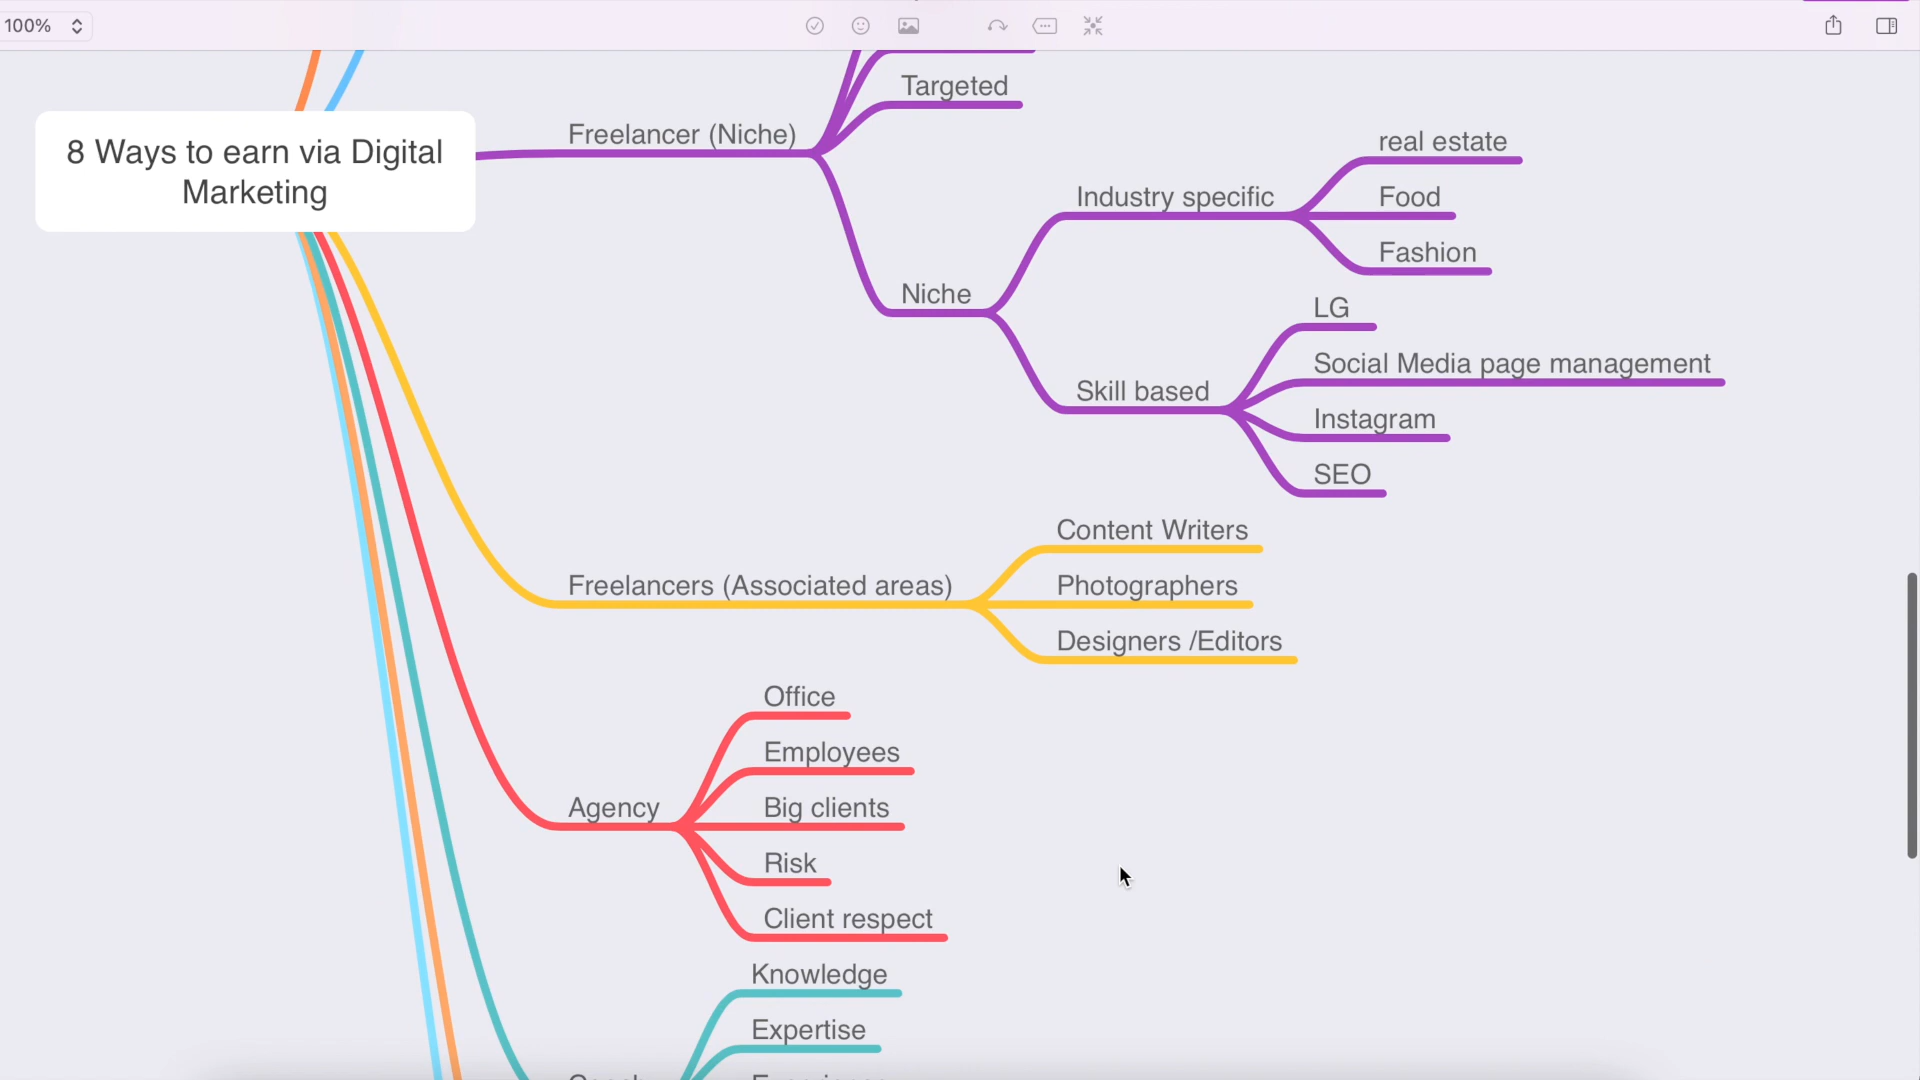 100%
8 Ways to earn via Digital
Marketing
Freelancer (Niche)
Targeted
Niche
Industry specific
real estate
Food
Fashion
Skill based
LG
Social Media page management
Instagram
SEO
Freelancers (Associated areas)
Content Writers
Photographers
Designers /Editors
Agency
Office
Employees
Big clients
Risk
Client respect
Knowledge
Expertise